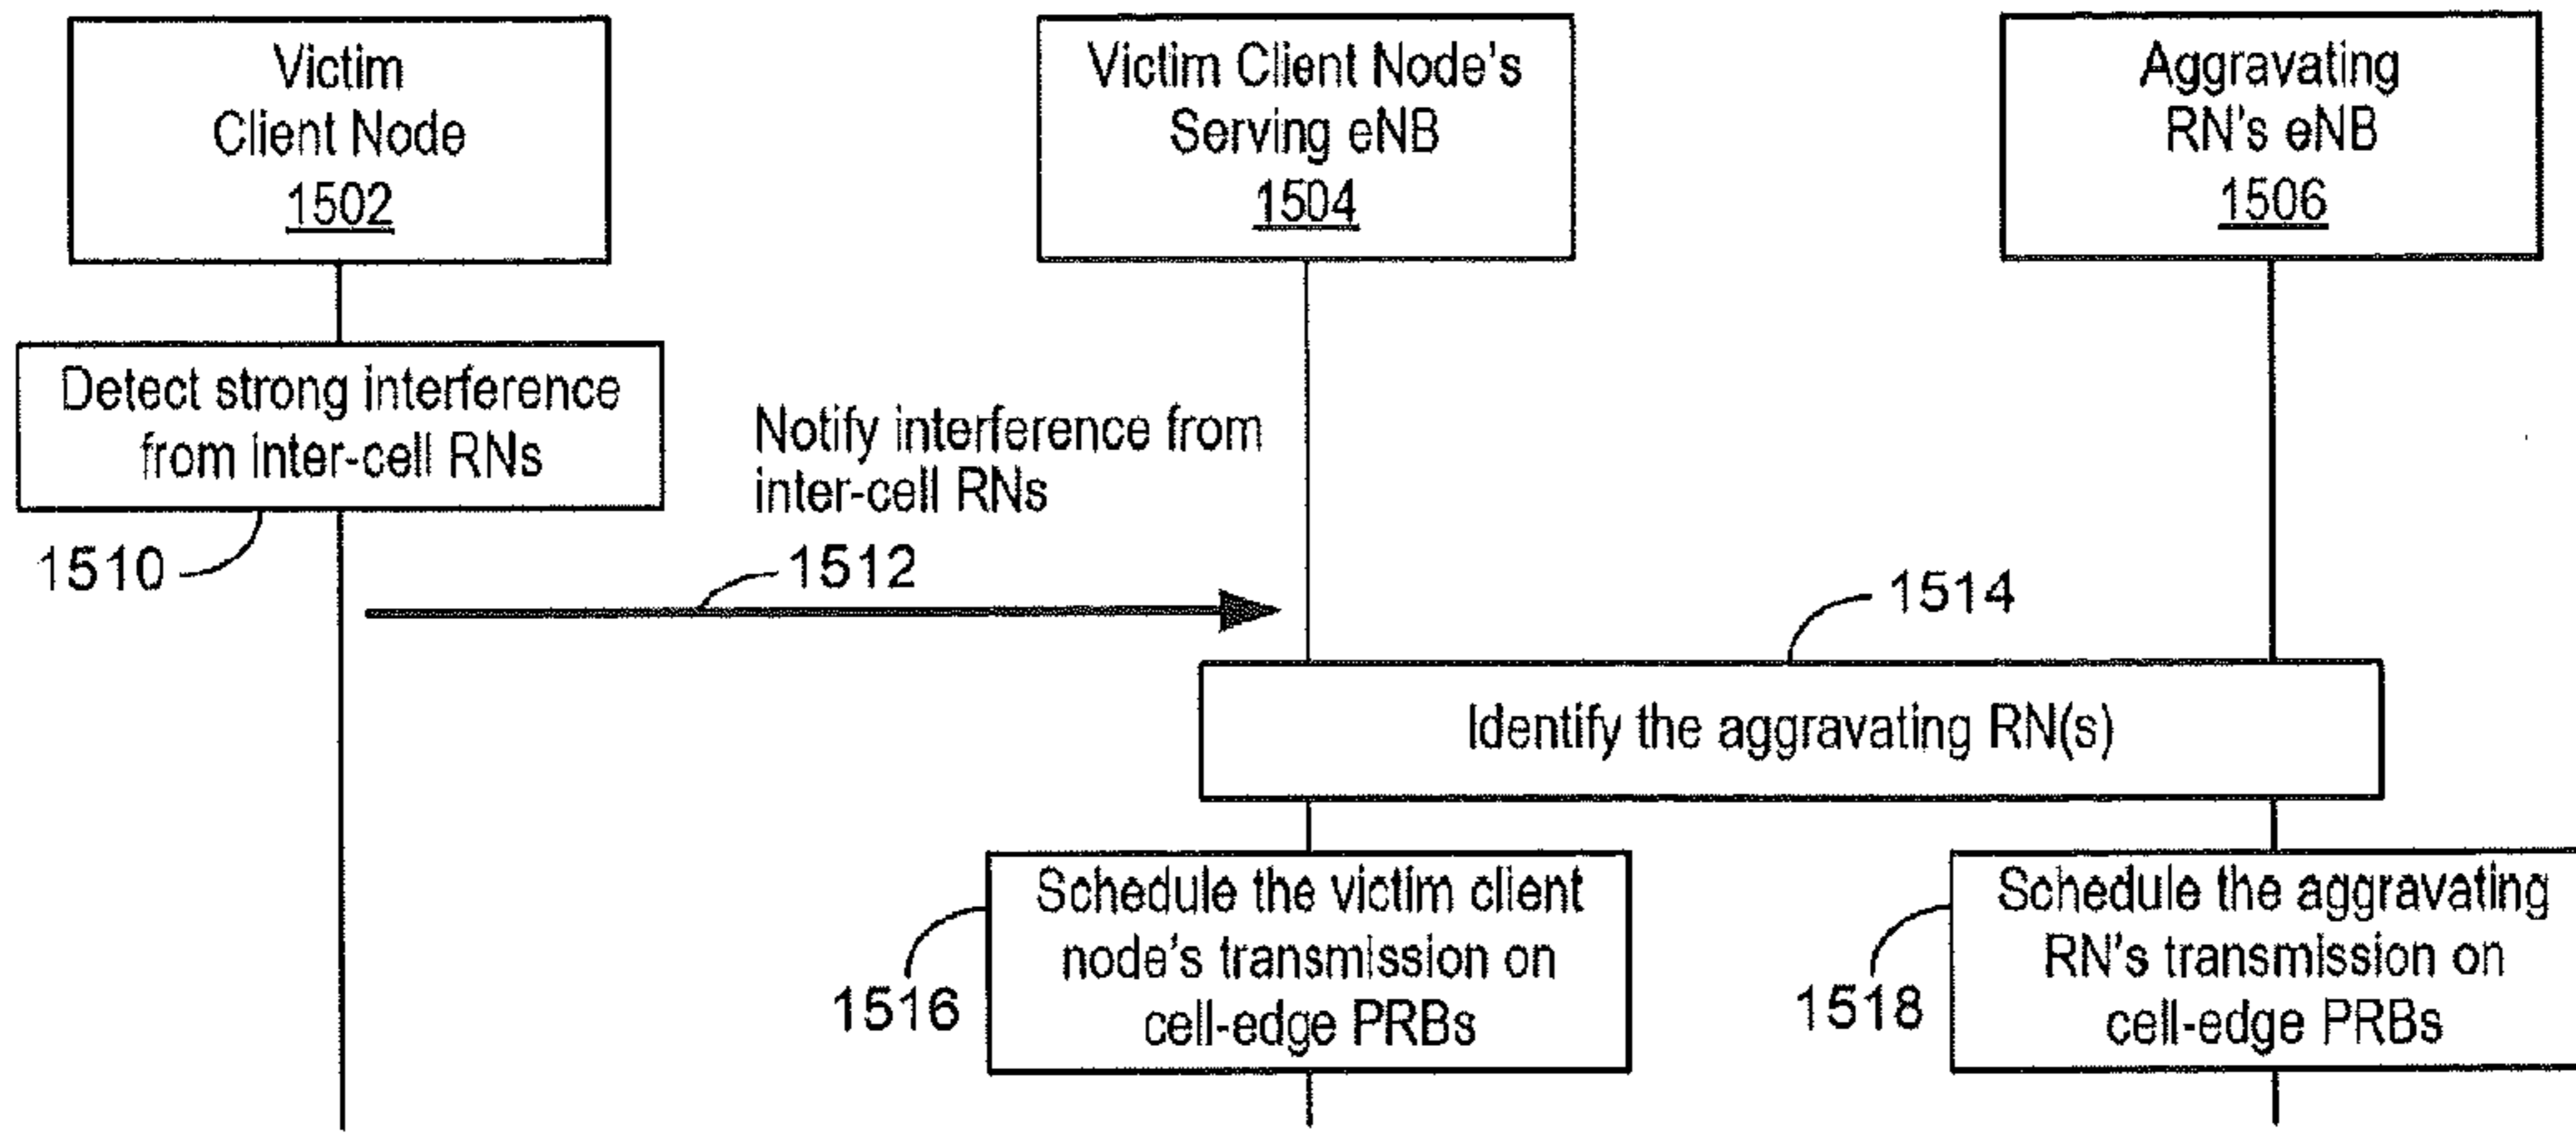 Victim
Client Node
1502
Victim Client Node's
Serving eNB
1504
Aggravating
RN's eNB
1506
Detect strong interference
from inter-cell RNs
1510
Notify interference from
inter-cell RNs
1512
1514
Identify the aggravating RN(s)
Schedule the victim client
node's transmission on
cell-edge PRBs
1516
Schedule the aggravating
RN's transmission on
cell-edge PRBs
1518